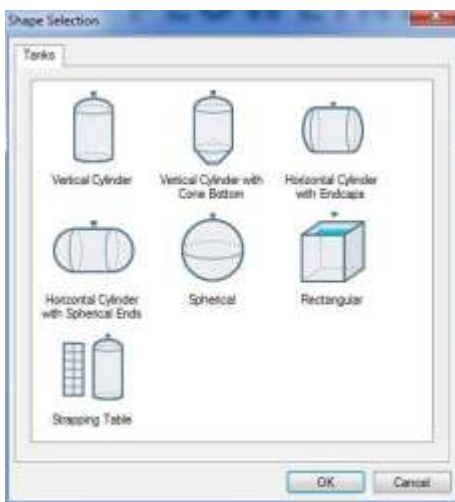 Shape Selection
Tanks
Vertical Cylinder
Vertical Cylinder with
Cone Bottom
Horizontal Cylinder
with Endcaps
Horizontal Cylinder
with Spherical Ends
Spherical
Rectangular
Strapping Table
OK
Cancel